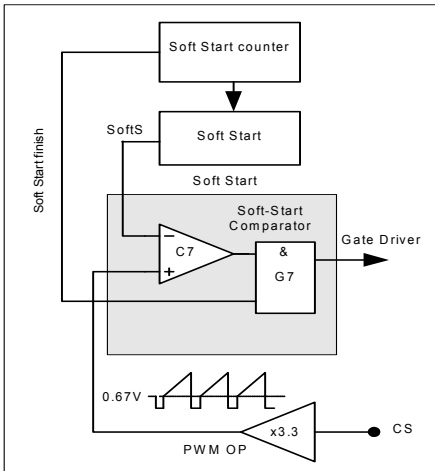 Soft Start counter
Soft Start
SoftS
Soft Start finish
Soft Start
Soft-Start
Comparator
Gate Driver
−
C7
+
&
G7
0.67V
x3.3
CS
PWM OP